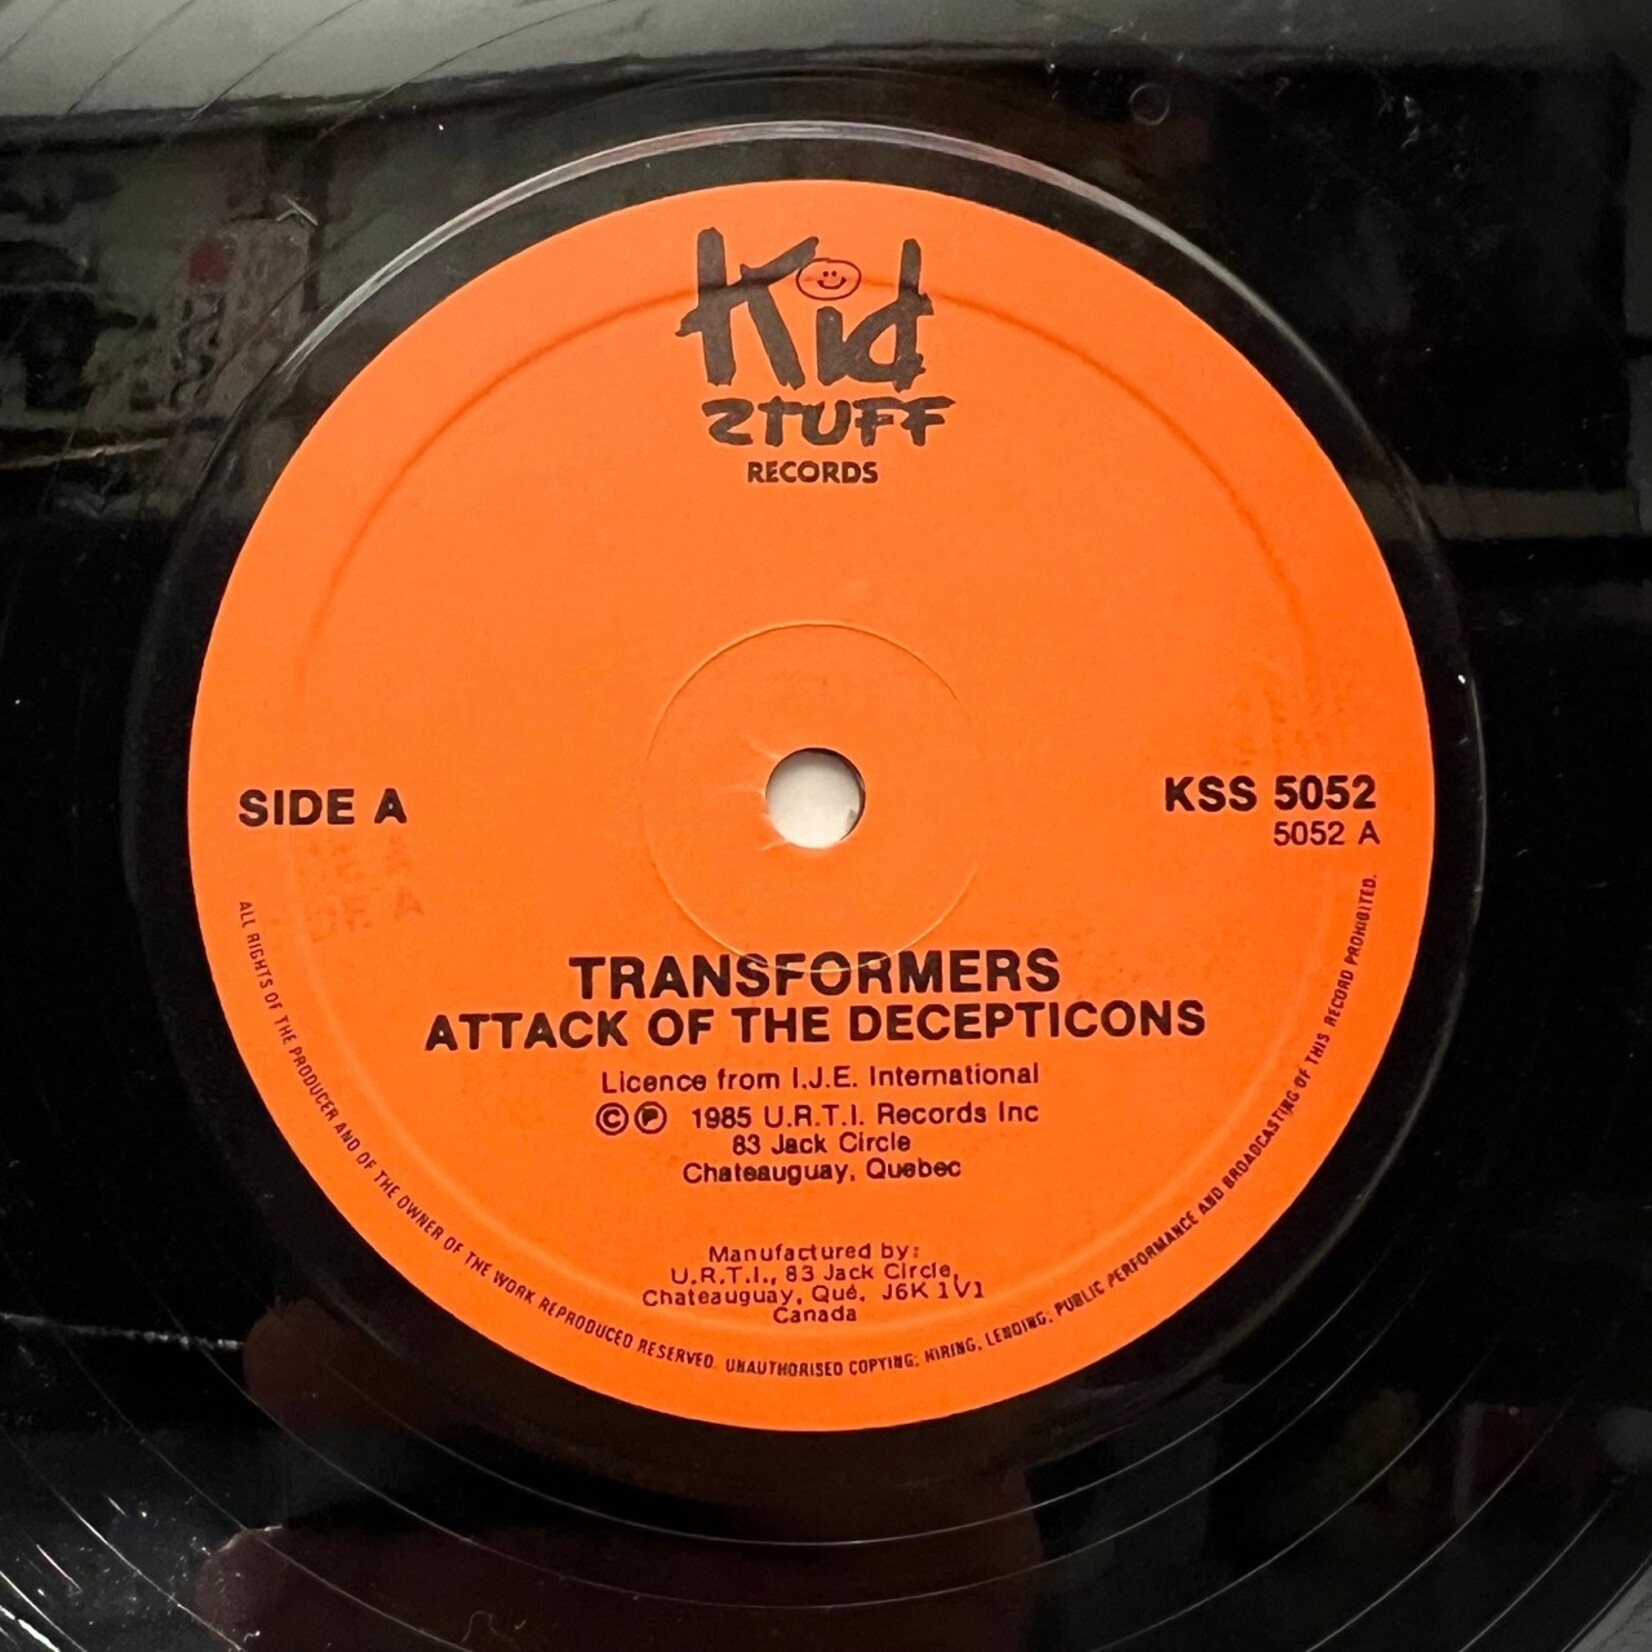 Kid
STUFF
RECORDS
SIDE A
KSS 5052
5052 A
TRANSFORMERS
ATTACK OF THE DECEPTICONS
Licence from I.J.E. International
©℗ 1985 U.R.T.I. Records Inc
83 Jack Circle
Chateauguay, Quebec
Manufactured by:
U.R.T.I., 83 Jack Circle,
Chateauguay, Qué. J6K 1V1
Canada
ALL RIGHTS OF THE PRODUCER AND OF THE OWNER OF THE WORK REPRODUCED RESERVED. UNAUTHORISED COPYING; HIRING, LENDING; PUBLIC PERFORMANCE AND BROADCASTING OF THIS RECORD PROHIBITED.